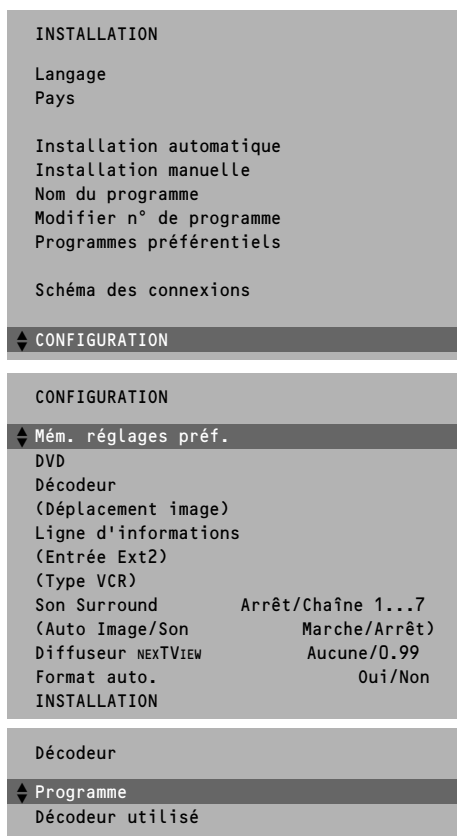 INSTALLATION
Langage
Pays
Installation automatique
Installation manuelle
Nom du programme
Modifier n° de programme
Programmes préférentiels
Schéma des connexions
CONFIGURATION
CONFIGURATION
Mém. réglages préf.
DVD
Décodeur
(Déplacement image)
Ligne d'informations
(Entrée Ext2)
(Type VCR)
Son Surround Arrêt/Chaîne 1...7
(Auto Image/Son Marche/Arrêt)
Diffuseur NEXTVIEW Aucune/0.99
Format auto. Oui/Non
INSTALLATION
Décodeur
Programme
Décodeur utilisé